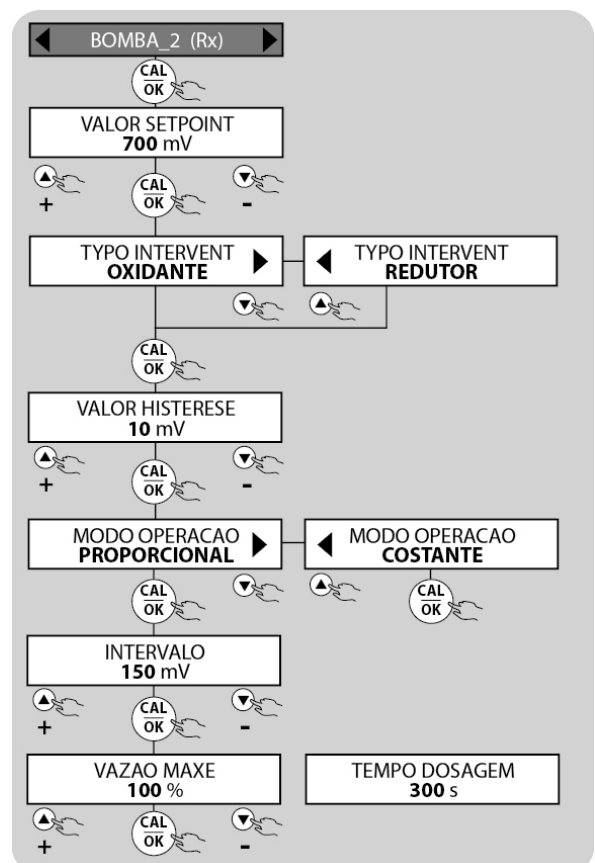 BOMBA_2 (Rx)
CAL
OK
VALOR SETPOINT
700 mV
CAL
OK
+
-
TYPO INTERVENT
OXIDANTE
TYPO INTERVENT
REDUTOR
CAL
OK
VALOR HISTERESE
10 mV
CAL
OK
+
-
MODO OPERACAO
PROPORCIONAL
MODO OPERACAO
COSTANTE
CAL
OK
CAL
OK
INTERVALO
150 mV
CAL
OK
+
-
VAZAO MAXE
100 %
TEMPO DOSAGEM
300 s
CAL
OK
+
-